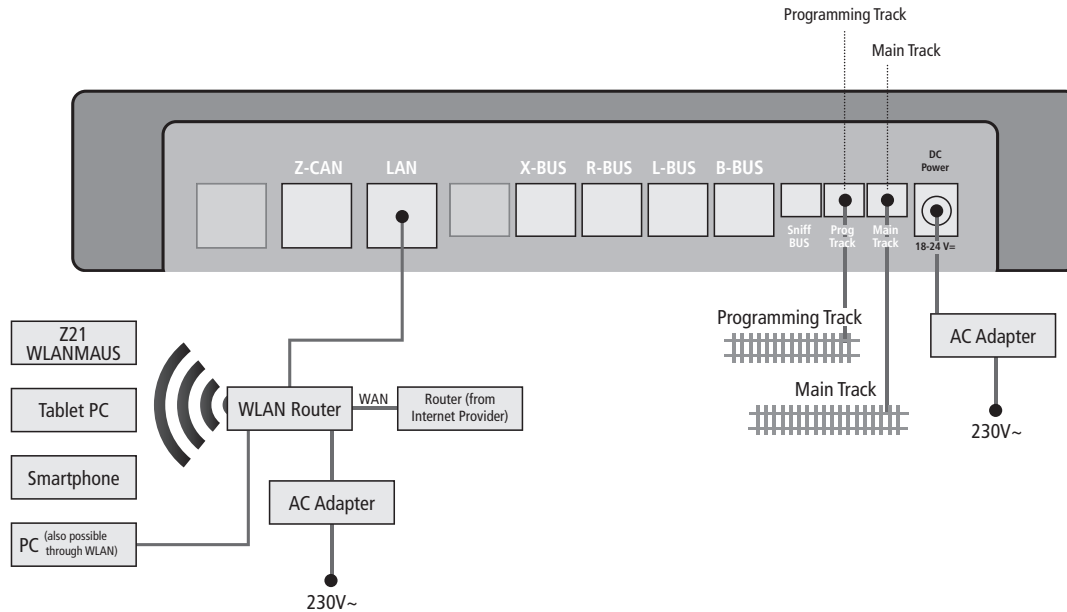 Programming Track
Main Track
Z-CAN
LAN
X-BUS
R-BUS
L-BUS
B-BUS
DC
Power
Sniff
BUS
Prog
Track
Main
Track
18-24 V=
Z21
WLANMAUS
Tablet PC
Smartphone
PC (also possible
through WLAN)
WLAN Router
WAN
Router (from
Internet Provider)
AC Adapter
230V~
Programming Track
Main Track
AC Adapter
230V~